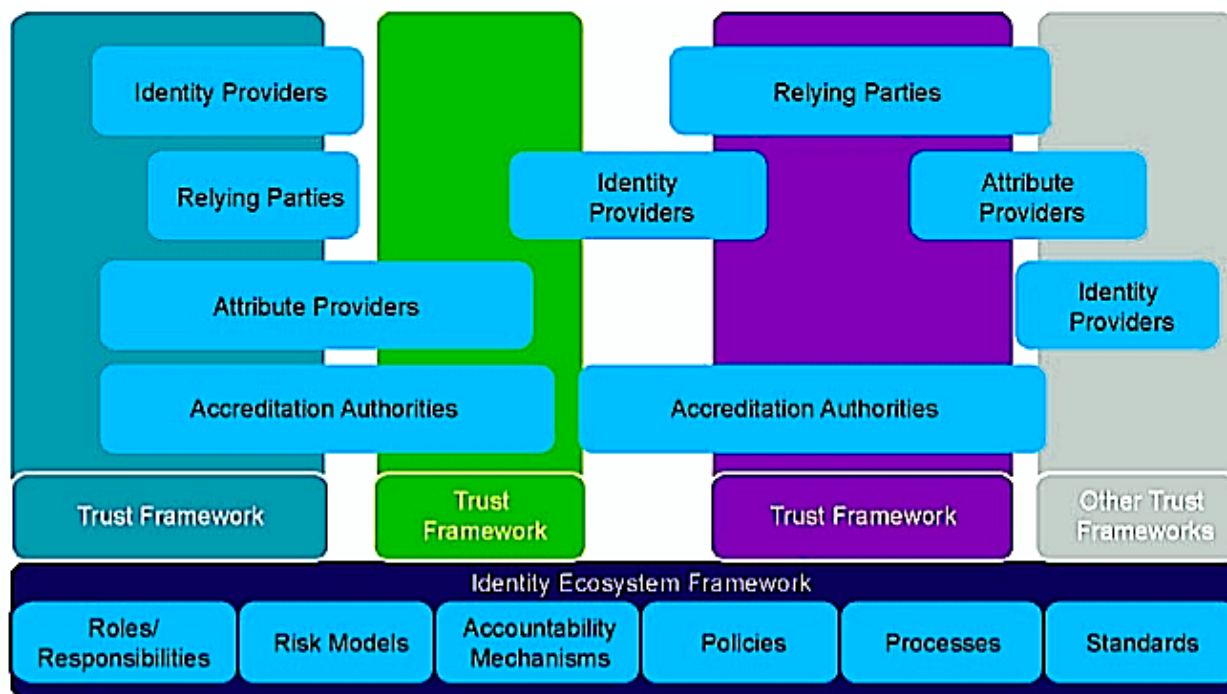 Identity Providers
Relying Parties
Relying Parties
Identity
Providers
Attribute
Providers
Attribute Providers
Identity
Providers
Accreditation Authorities
Accreditation Authorities
Trust Framework
Trust
Framework
Trust Framework
Other Trust
Frameworks
Identity Ecosystem Framework
Roles/
Responsibilities
Risk Models
Accountability
Mechanisms
Policies
Processes
Standards